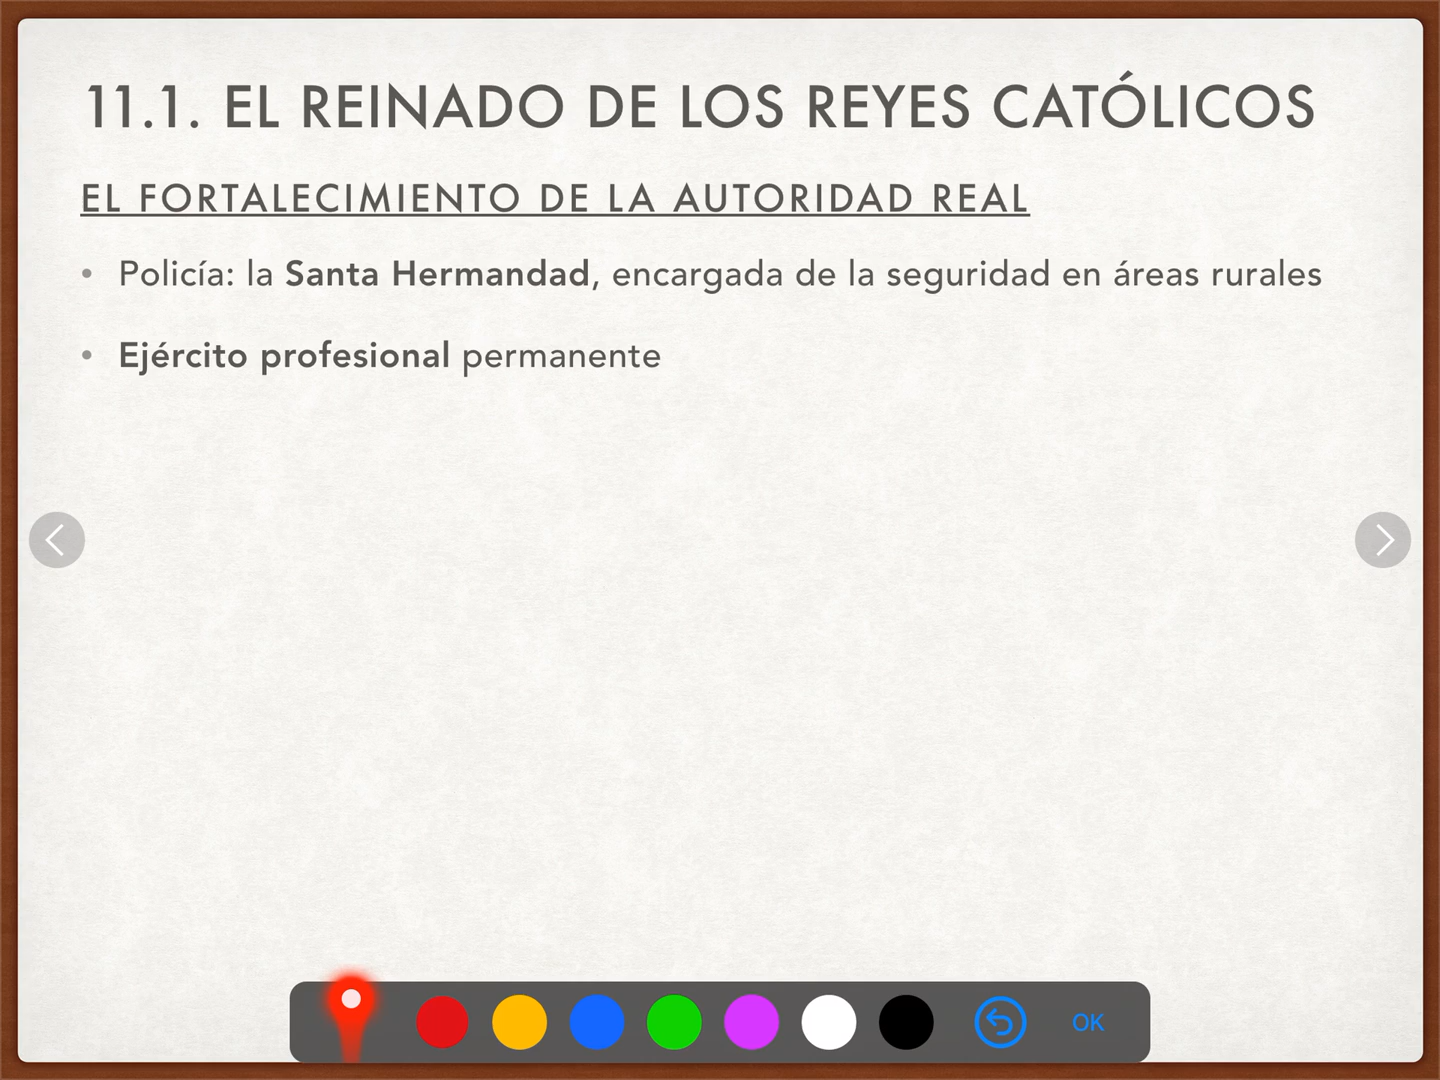 11.1. EL REINADO DE LOS REYES CATÓLICOS
EL FORTALECIMIENTO DE LA AUTORIDAD REAL
• Policía: la Santa Hermandad, encargada de la seguridad en áreas rurales
• Ejército profesional permanente
OK